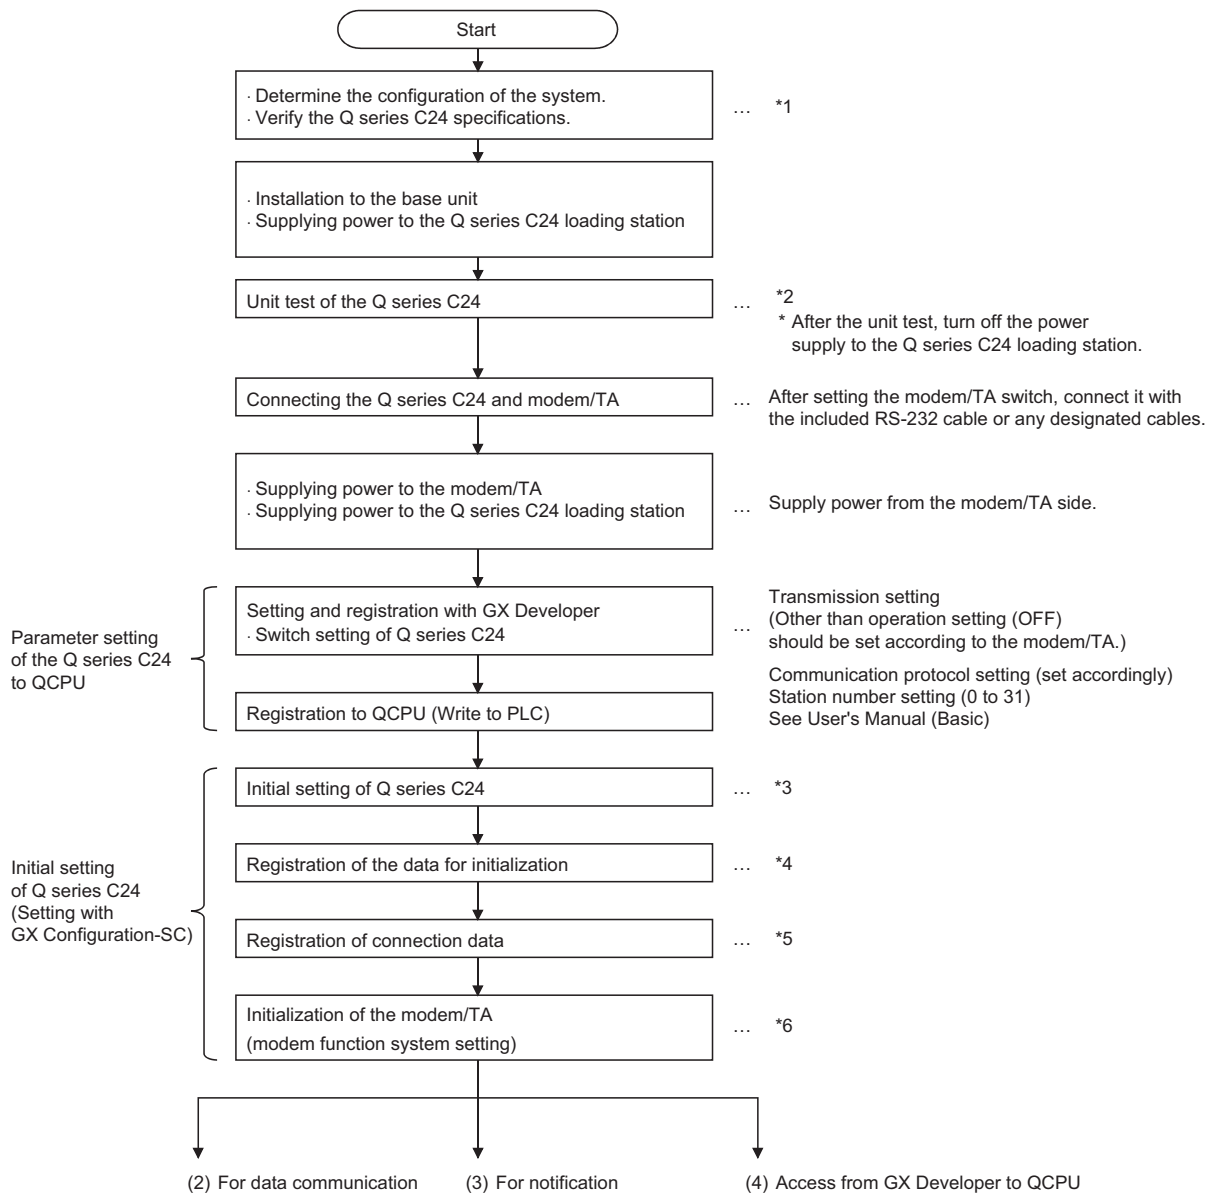 Start
· Determine the configuration of the system.
· Verify the Q series C24 specifications.
… *1
· Installation to the base unit
· Supplying power to the Q series C24 loading station
Unit test of the Q series C24
… *2
* After the unit test, turn off the power
supply to the Q series C24 loading station.
Connecting the Q series C24 and modem/TA
… After setting the modem/TA switch, connect it with
the included RS-232 cable or any designated cables.
· Supplying power to the modem/TA
· Supplying power to the Q series C24 loading station
… Supply power from the modem/TA side.
Parameter setting
of the Q series C24
to QCPU
Setting and registration with GX Developer
· Switch setting of Q series C24
… Transmission setting
(Other than operation setting (OFF)
should be set according to the modem/TA.)
Communication protocol setting (set accordingly)
Station number setting (0 to 31)
See User's Manual (Basic)
Registration to QCPU (Write to PLC)
Initial setting
of Q series C24
(Setting with
GX Configuration-SC)
Initial setting of Q series C24
… *3
Registration of the data for initialization
… *4
Registration of connection data
… *5
Initialization of the modem/TA
(modem function system setting)
… *6
(2) For data communication
(3) For notification
(4) Access from GX Developer to QCPU